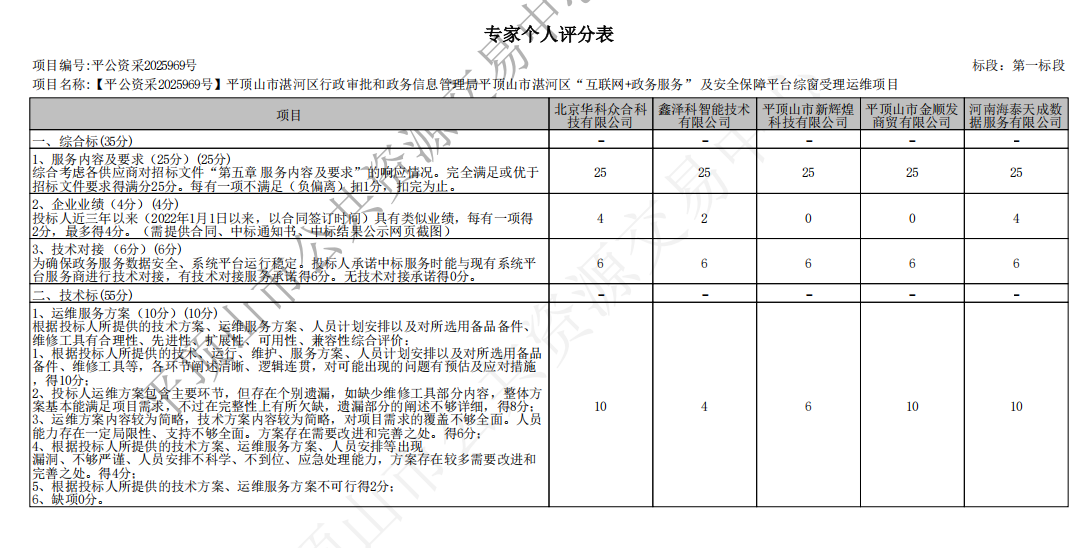 专家个人评分表
项目编号:平公资采2025969号
标段: 第一标段
项目名称:【平公资采2025969号】平顶山市湛河区行政审批和政务信息管理局平顶山市湛河区“互联网+政务服务” 及安全保障平台综窗受理运维项目
项目 北京华科众合科技有限公司 鑫泽科智能技术有限公司 平顶山市新辉煌科技有限公司 平顶山市金顺发商贸有限公司 河南海泰天成数据服务有限公司
一、综合标(35分) - - - - -
1、服务内容及要求（25分）(25分)
综合考虑各供应商对招标文件“第五章 服务内容及要求”的响应情况。完全满足或优于
招标文件要求得满分25分。每有一项不满足（负偏离）扣1分，扣完为止。
25 25 25 25 25
2、企业业绩（4分）(4分)
投标人近三年以来（2022年1月1日以来，以合同签订时间）具有类似业绩，每有一项得
2分，最多得4分。（需提供合同、中标通知书、中标结果公示网页截图）
4 2 0 0 4
3、技术对接（6分）(6分)
为确保政务服务数据安全、系统平台运行稳定。投标人承诺中标服务时能与现有系统平
台服务商进行技术对接，有技术对接服务承诺得6分。无技术对接承诺得0分。
6 6 6 6 6
二、技术标(55分) - - - - -
1、运维服务方案（10分）(10分)
根据投标人所提供的技术方案、运维服务方案、人员计划安排以及对所选用备品备件、
维修工具有合理性、先进性、扩展性、可用性、兼容性综合评价:
1、根据投标人所提供的技术、运行、维护、服务方案、人员计划安排以及对所选用备品
备件、维修工具等，各环节阐述清晰、逻辑连贯，对可能出现的问题有预估及应对措施
，得10分;
2、投标人运维方案包含主要环节，但存在个别遗漏，如缺少维修工具部分内容，整体方
案基本能满足项目需求，不过在完整性上有所欠缺，遗漏部分的阐述不够详细，得8分;
3、运维方案内容较为简略，技术方案内容较为简略，对项目需求的覆盖不够全面。人员
能力存在一定局限性、支持不够全面。方案存在需要改进和完善之处。得6分;
4、根据投标人所提供的技术方案、运维服务方案、人员安排等出现
漏洞、不够严谨、人员安排不科学、不到位、应急处理能力，方案存在较多需要改进和
完善之处。得4分;
5、根据投标人所提供的技术方案、运维服务方案不可行得2分;
6、缺项0分。
10 4 6 10 10
平顶山市公共资源交易中心